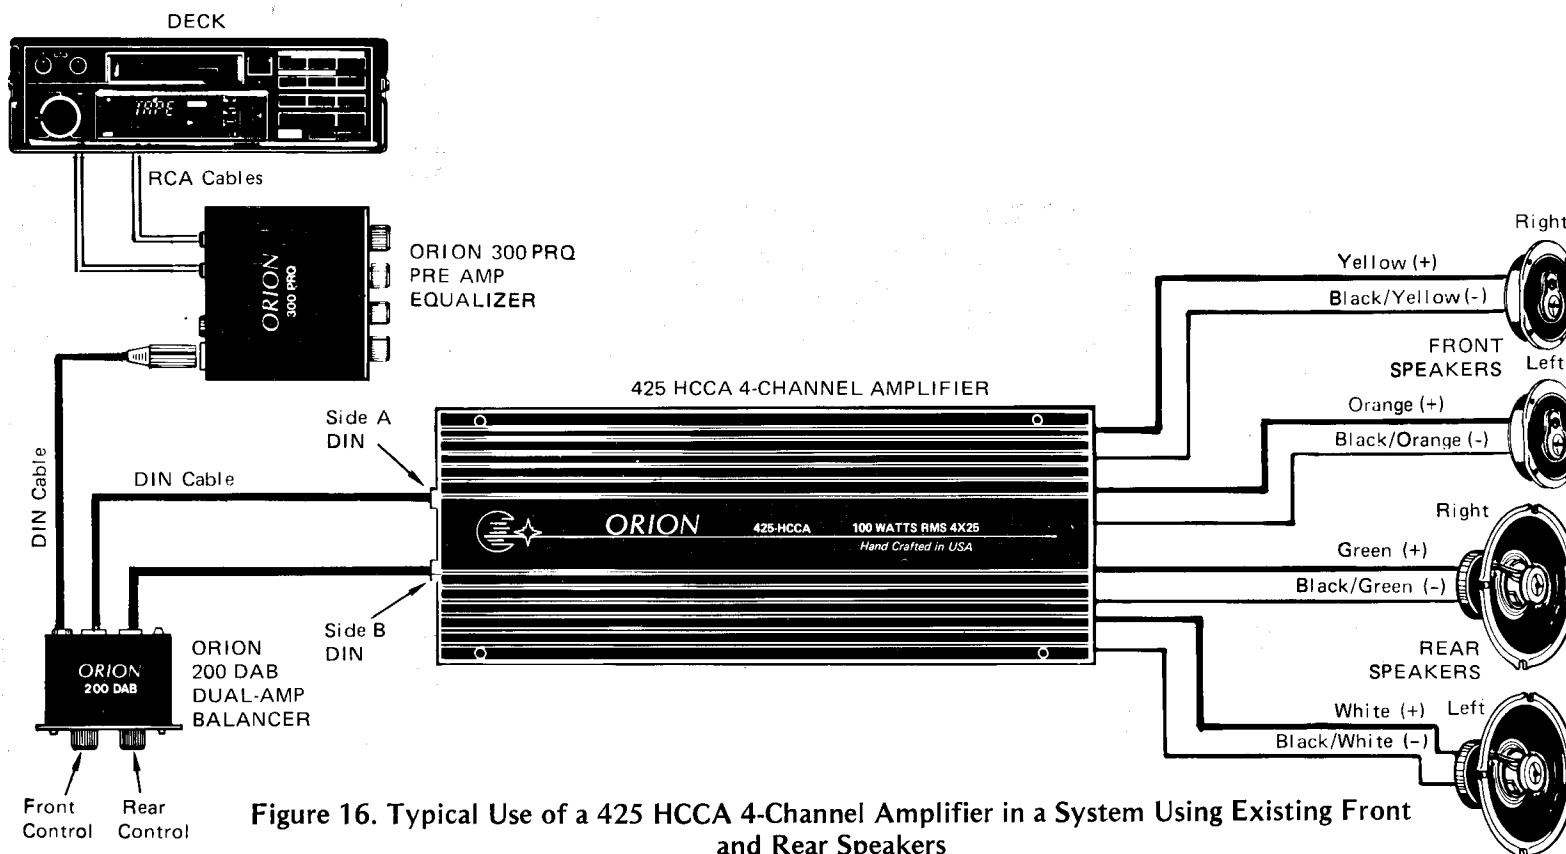 DECK
TAPE
RCA Cables
ORION
300 PRQ
ORION 300 PRQ
PRE AMP
EQUALIZER
DIN Cable
425 HCCA 4-CHANNEL AMPLIFIER
Side A
DIN
DIN Cable
Side B
DIN
ORION
425-HCCA
100 WATTS RMS 4X25
Hand Crafted in USA
ORION
200 DAB
ORION
200 DAB
DUAL-AMP
BALANCER
Front
Control
Rear
Control
Right
Yellow (+)
Black/Yellow (-)
FRONT
SPEAKERS
Left
Orange (+)
Black/Orange (-)
Right
Green (+)
Black/Green (-)
REAR
SPEAKERS
White (+)
Left
Black/White (-)
Figure 16. Typical Use of a 425 HCCA 4-Channel Amplifier in a System Using Existing Front
and Rear Speakers